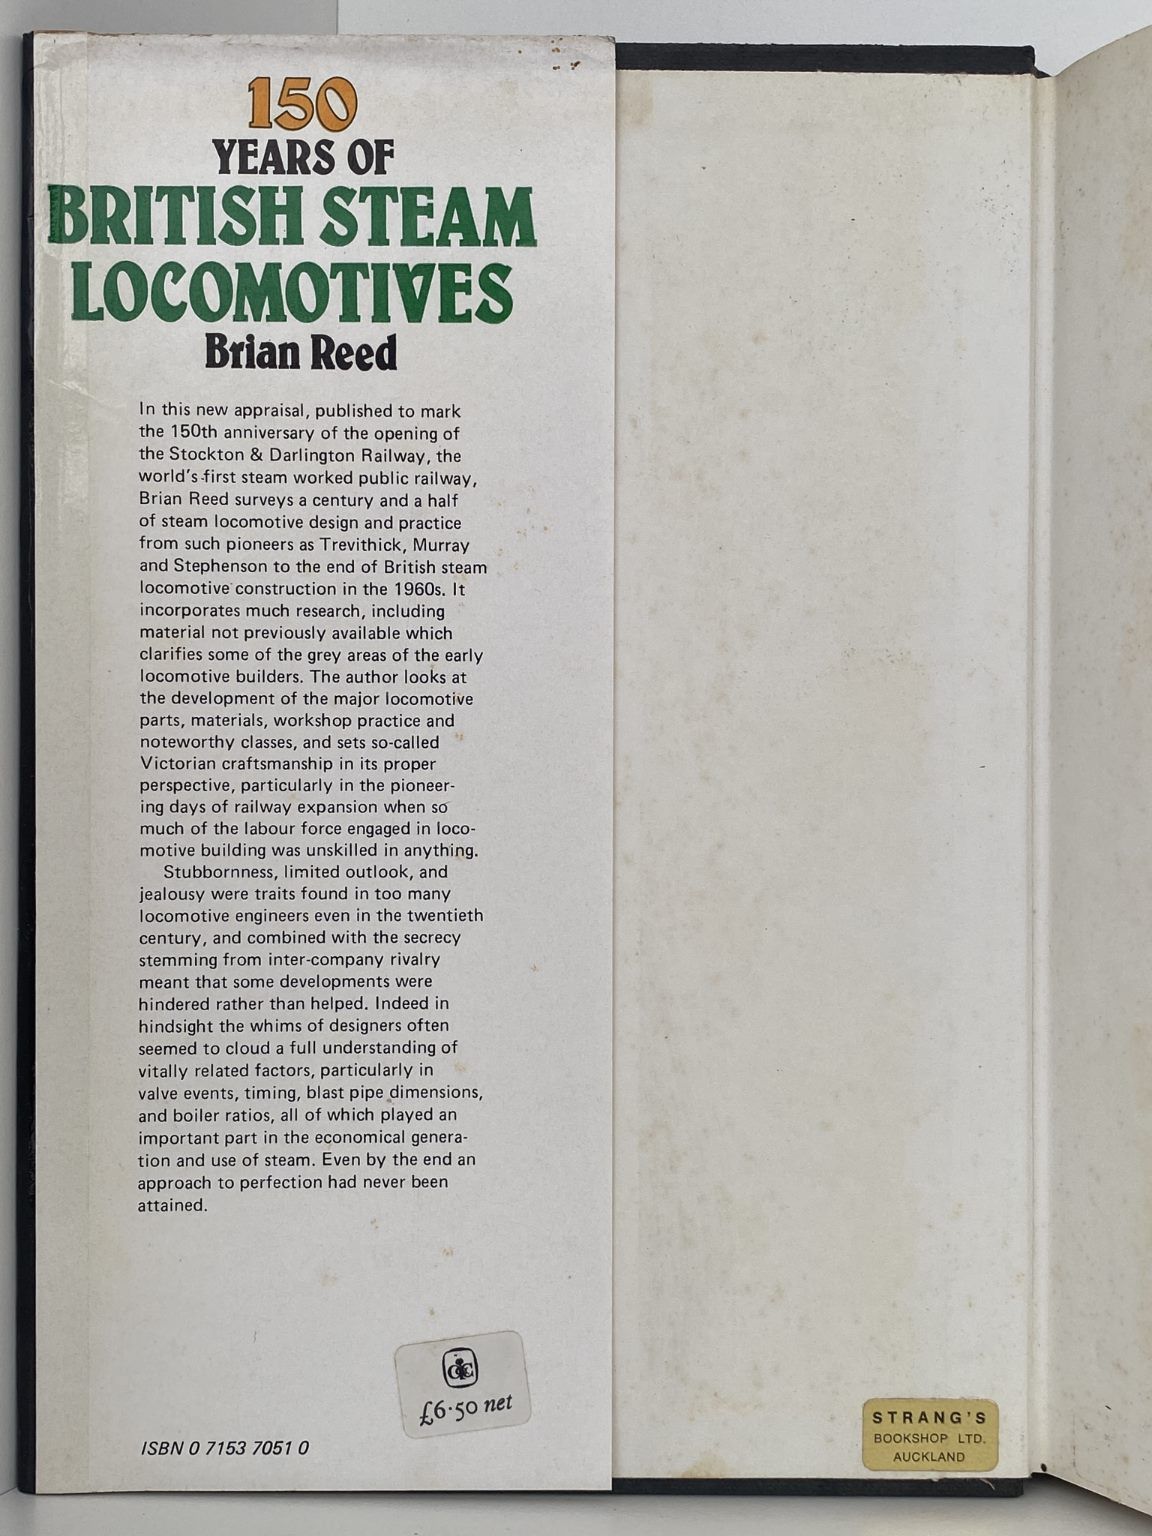 150
YEARS OF
BRITISH STEAM
LOCOMOTIVES
Brian Reed
In this new appraisal, published to mark
the 150th anniversary of the opening of
the Stockton & Darlington Railway, the
world's first steam worked public railway,
Brian Reed surveys a century and a half
of steam locomotive design and practice
from such pioneers as Trevithick, Murray
and Stephenson to the end of British steam
locomotive construction in the 1960s. It
incorporates much research, including
material not previously available which
clarifies some of the grey areas of the early
locomotive builders. The author looks at
the development of the major locomotive
parts, materials, workshop practice and
noteworthy classes, and sets so-called
Victorian craftsmanship in its proper
perspective, particularly in the pioneer-
ing days of railway expansion when so
much of the labour force engaged in loco-
motive building was unskilled in anything.
Stubbornness, limited outlook, and
jealousy were traits found in too many
locomotive engineers even in the twentieth
century, and combined with the secrecy
stemming from inter-company rivalry
meant that some developments were
hindered rather than helped. Indeed in
hindsight the whims of designers often
seemed to cloud a full understanding of
vitally related factors, particularly in
valve events, timing, blast pipe dimensions,
and boiler ratios, all of which played an
important part in the economical genera-
tion and use of steam. Even by the end an
approach to perfection had never been
attained.
£6·50 net
ISBN 0 7153 7051 0
STRANG'S
BOOKSHOP LTD.
AUCKLAND